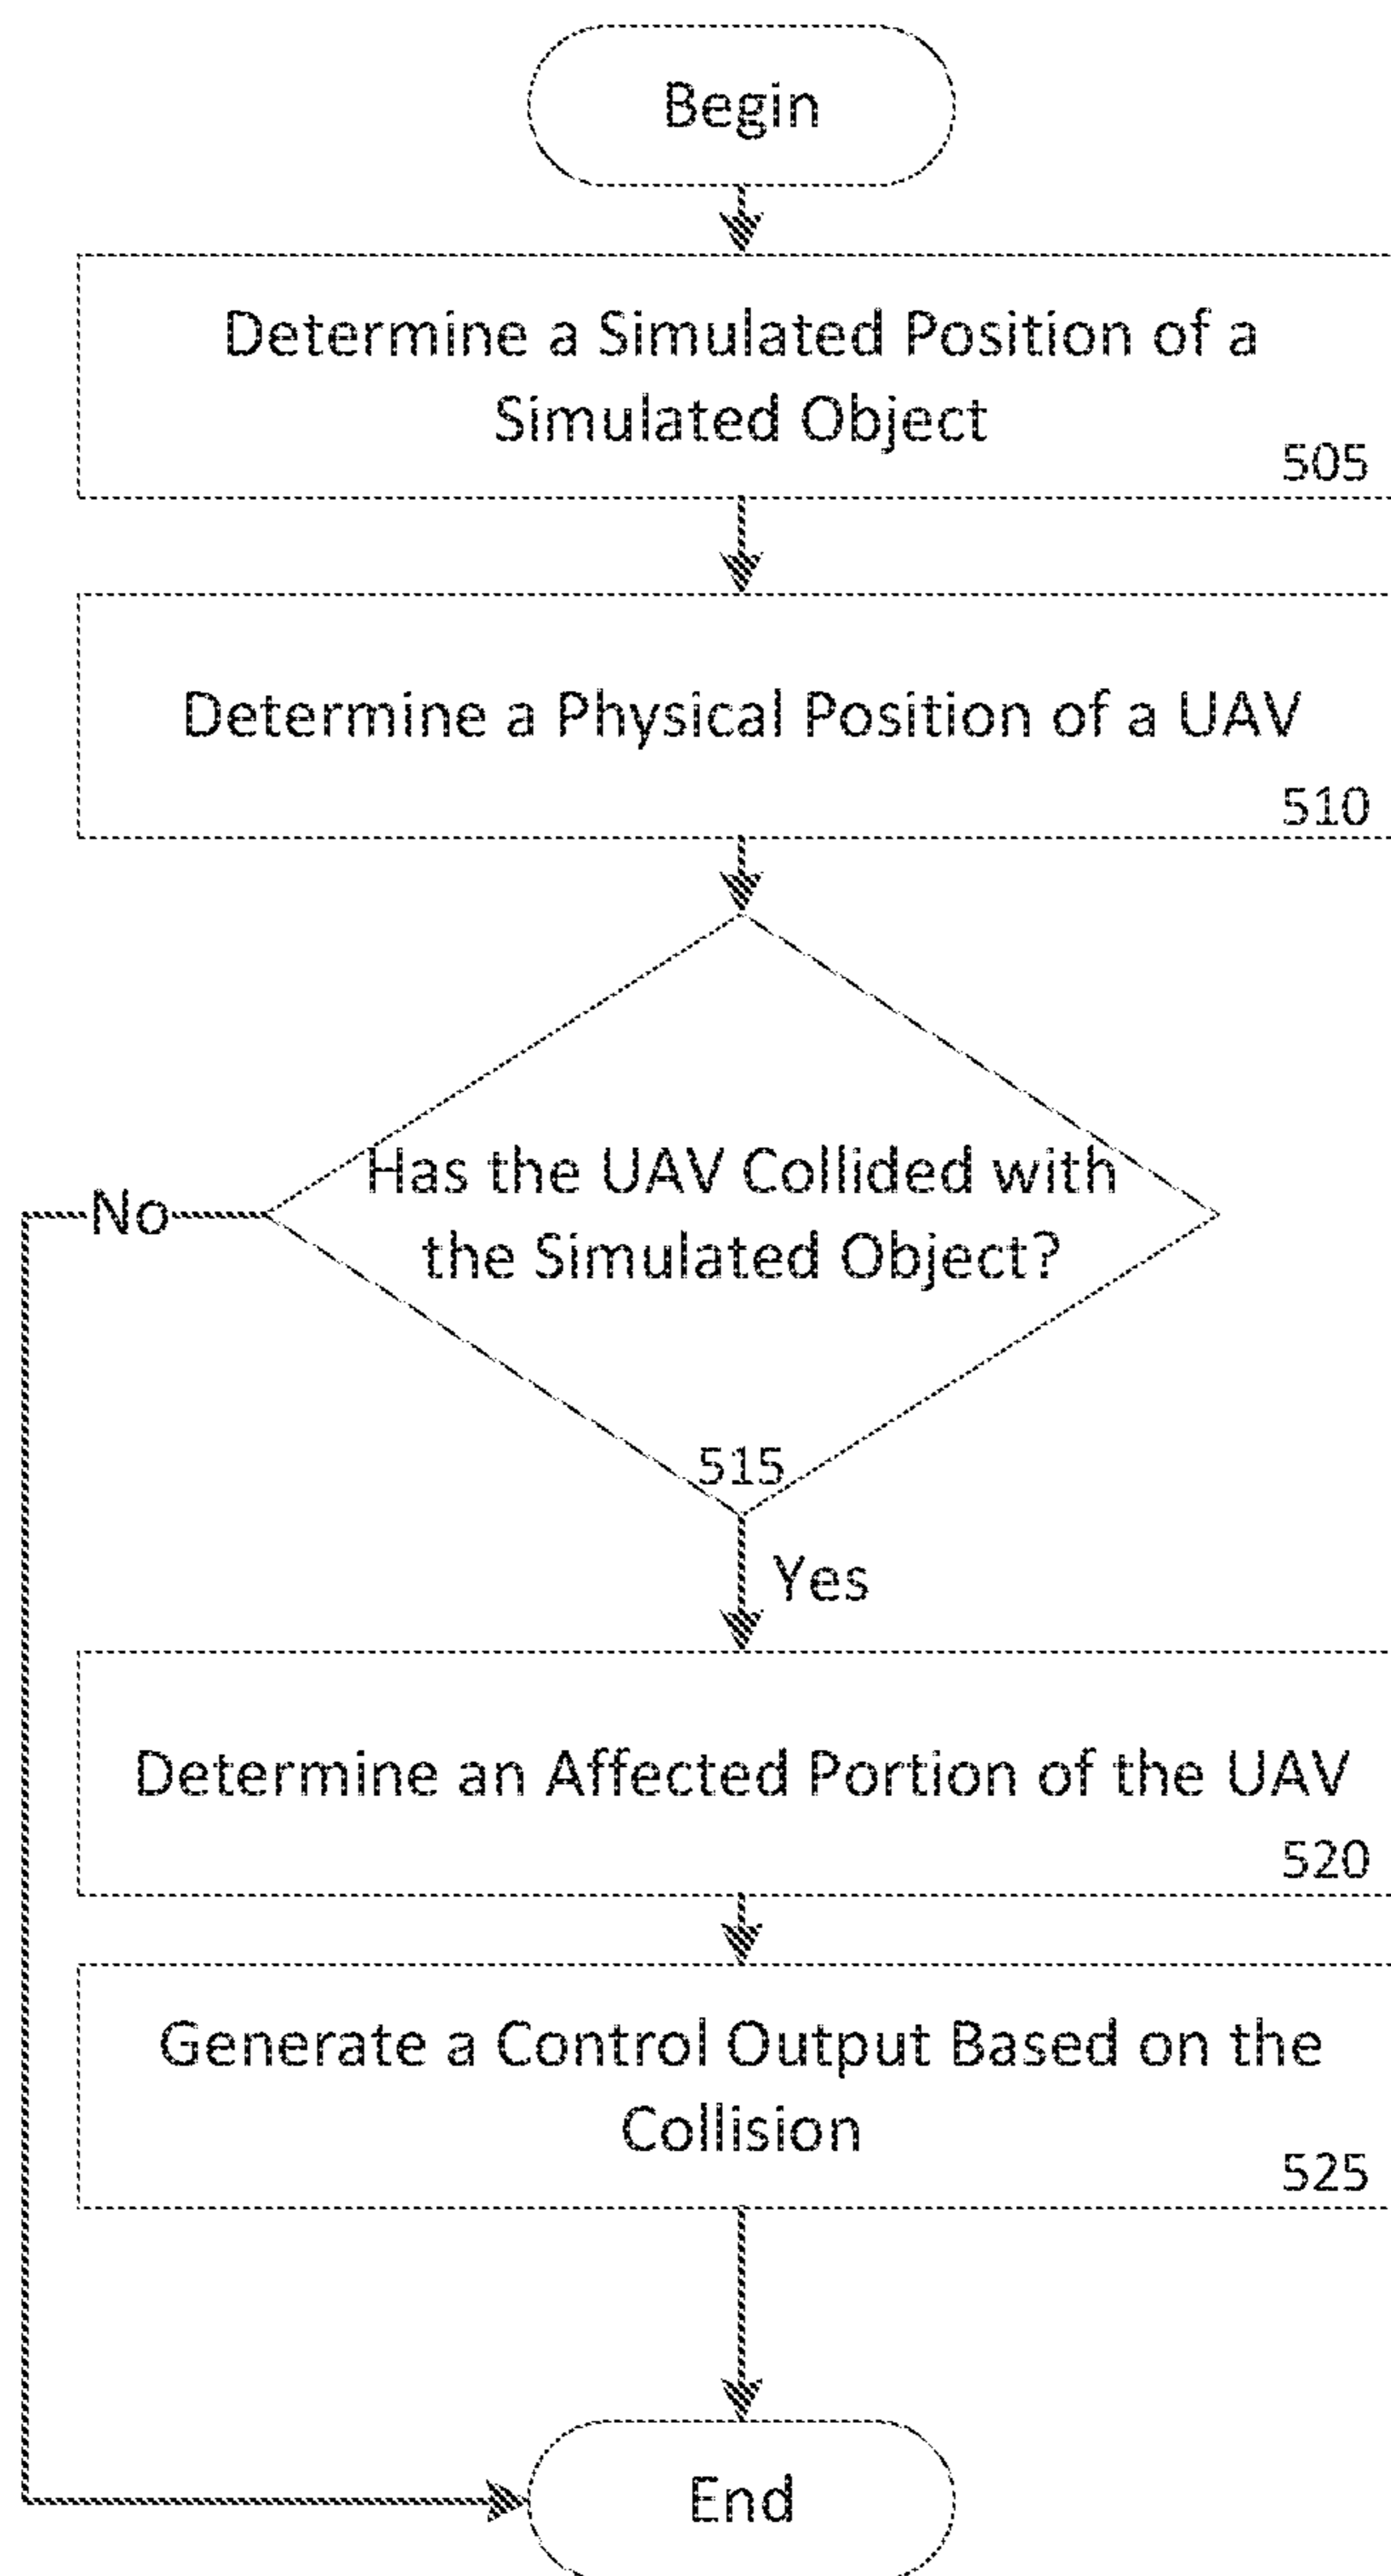 Begin
Determine a Simulated Position of a
Simulated Object
505
Determine a Physical Position of a UAV
510
Has the UAV Collided with
the Simulated Object?
No
515
Yes
Determine an Affected Portion of the UAV
520
Generate a Control Output Based on the
Collision
525
End